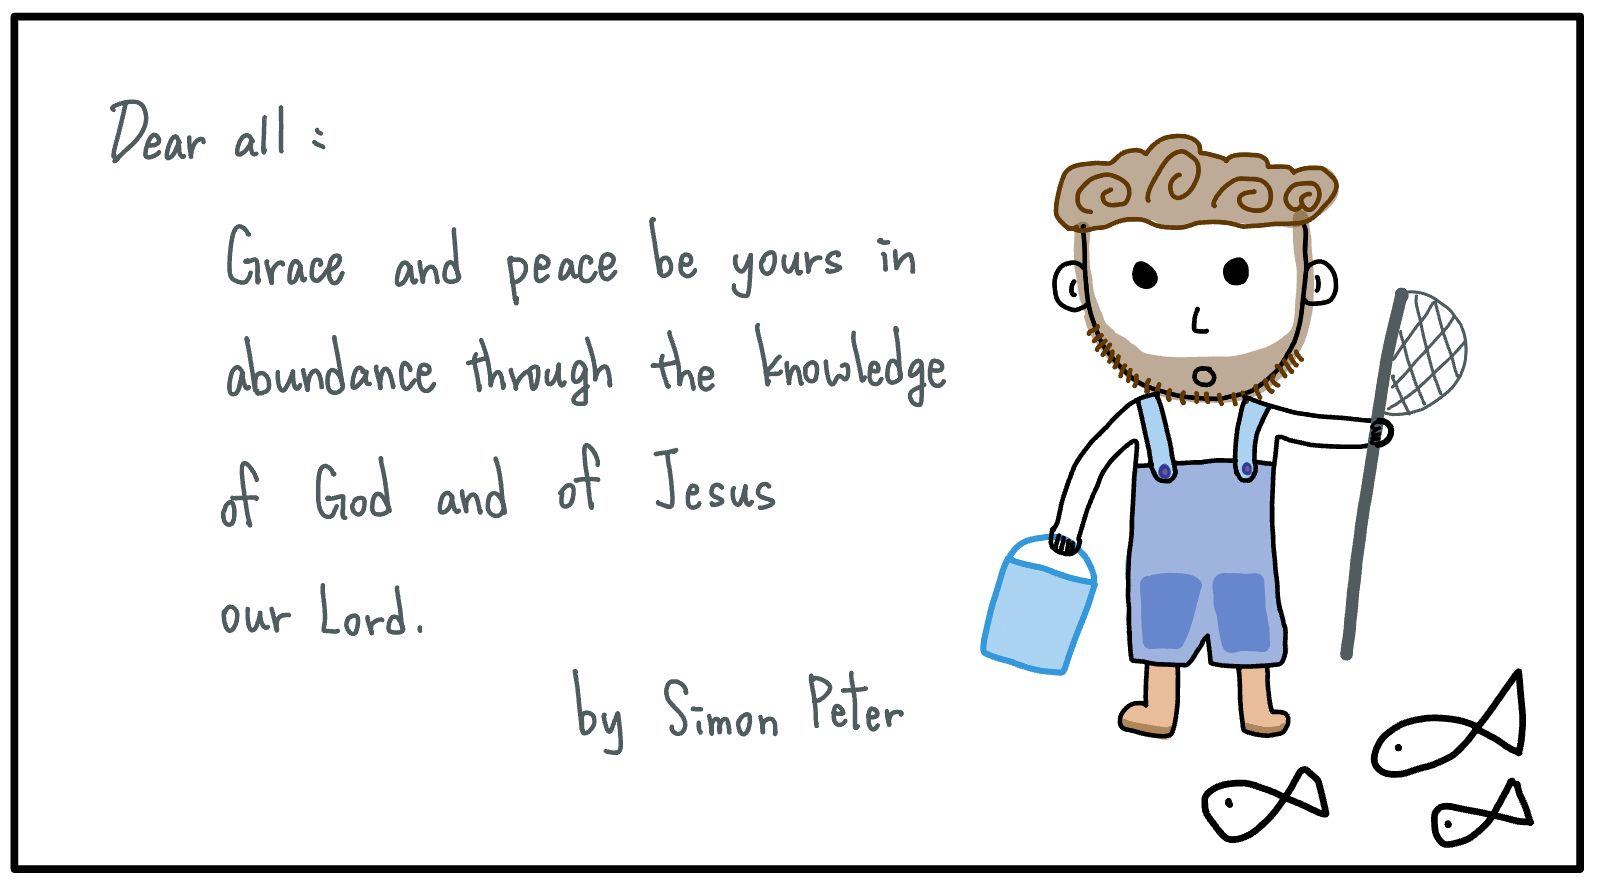 Dear all :
Grace and peace be yours in
abundance through the knowledge
of God and of Jesus
our Lord.
by Simon Peter